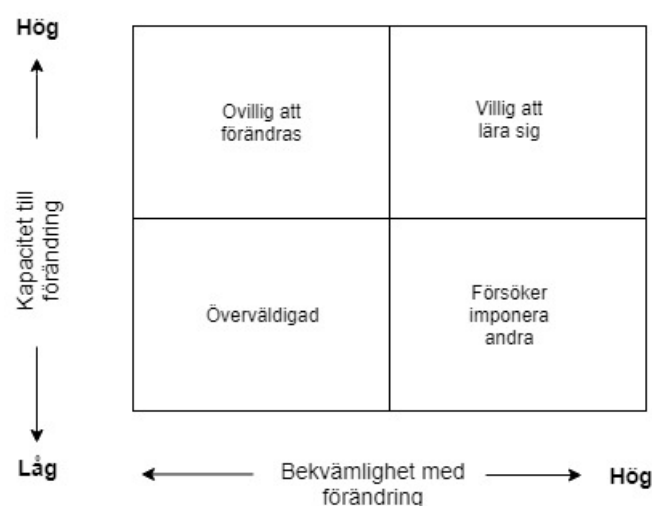 Hög
Ovillig att
förändras
Villig att
lära sig
Kapacitet till
förändring
Överväldigad
Försöker
imponera
andra
Låg
Bekvämlighet med
förändring
Hög